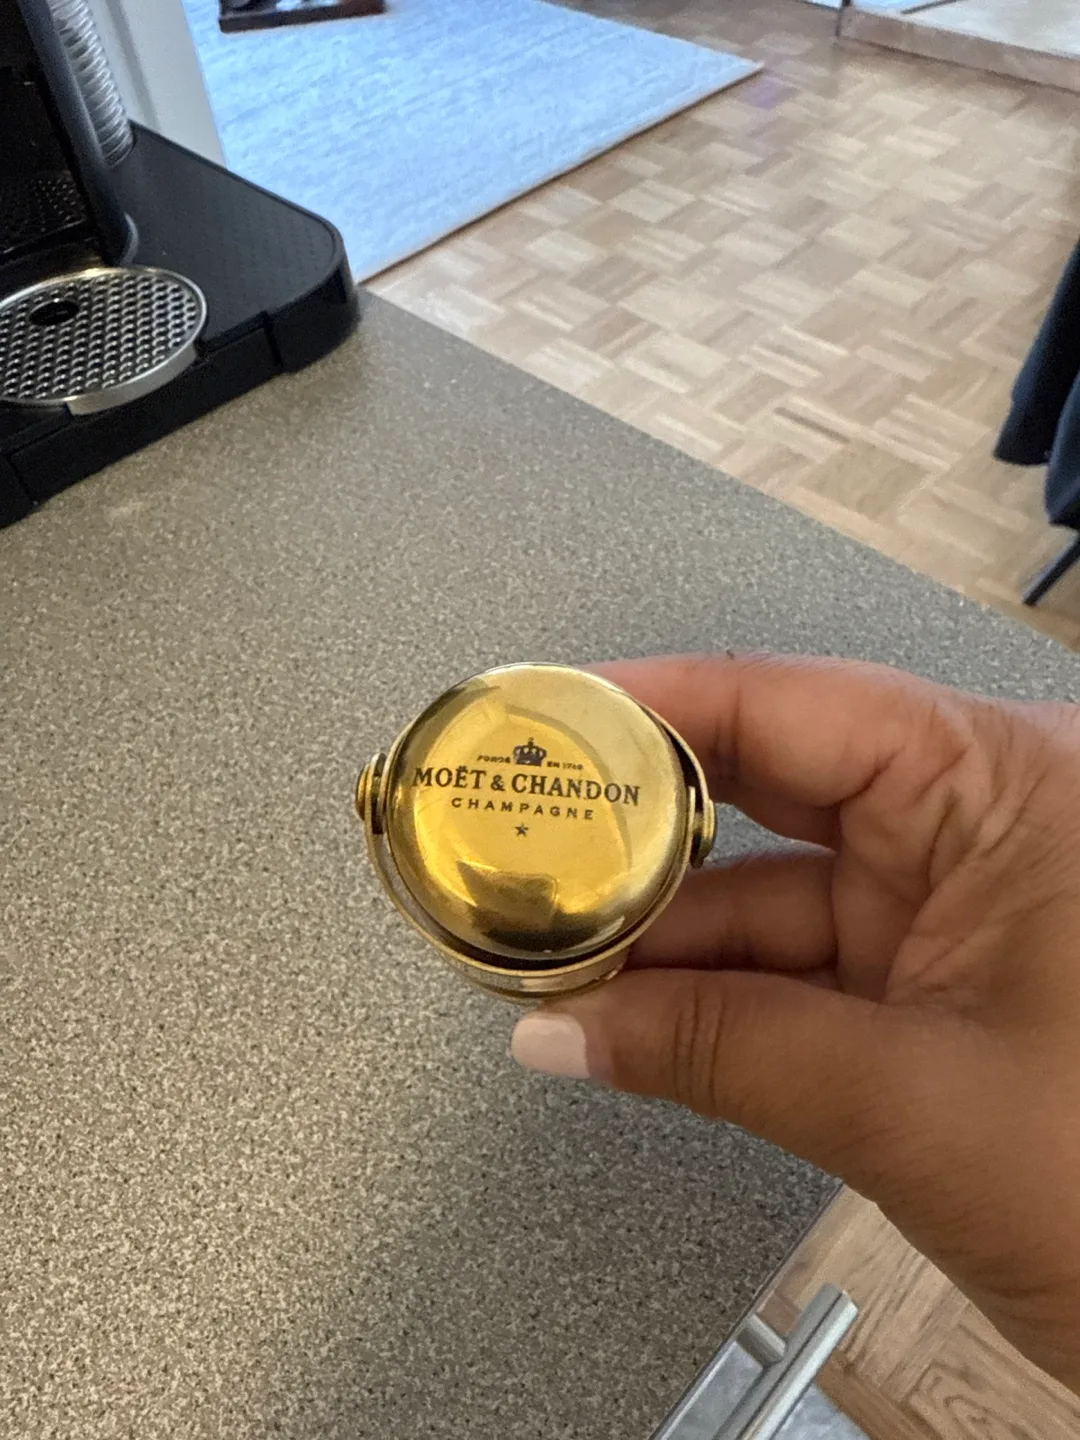 FONDÉ EN 1743
MOËT & CHANDON
CHAMPAGNE